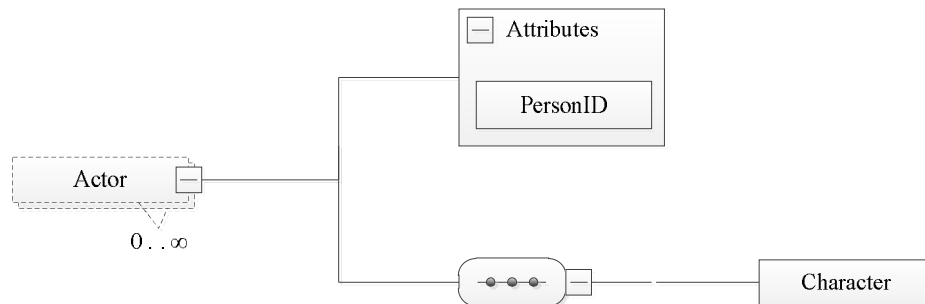 Attributes
PersonID
Actor
0 . . ∞
Character